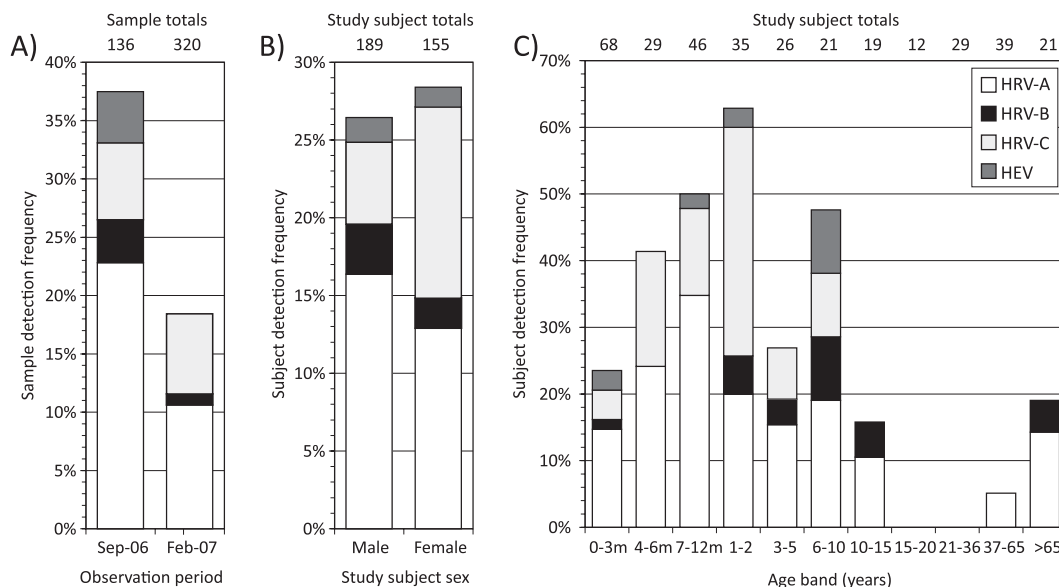 A)
Sample totals
136 320
Sample detection frequency
40%
35%
30%
25%
20%
15%
10%
5%
0%
Sep-06 Feb-07
Observation period
B)
Study subject totals
189 155
Subject detection frequency
30%
25%
20%
15%
10%
5%
0%
Male Female
Study subject sex
C)
Study subject totals
68 29 46 35 26 21 19 12 29 39 21
Subject detection frequency
70%
60%
50%
40%
30%
20%
10%
0%
HRV-A
HRV-B
HRV-C
HEV
0-3m 4-6m 7-12m 1-2 3-5 6-10 10-15 15-20 21-36 37-65 >65
Age band (years)